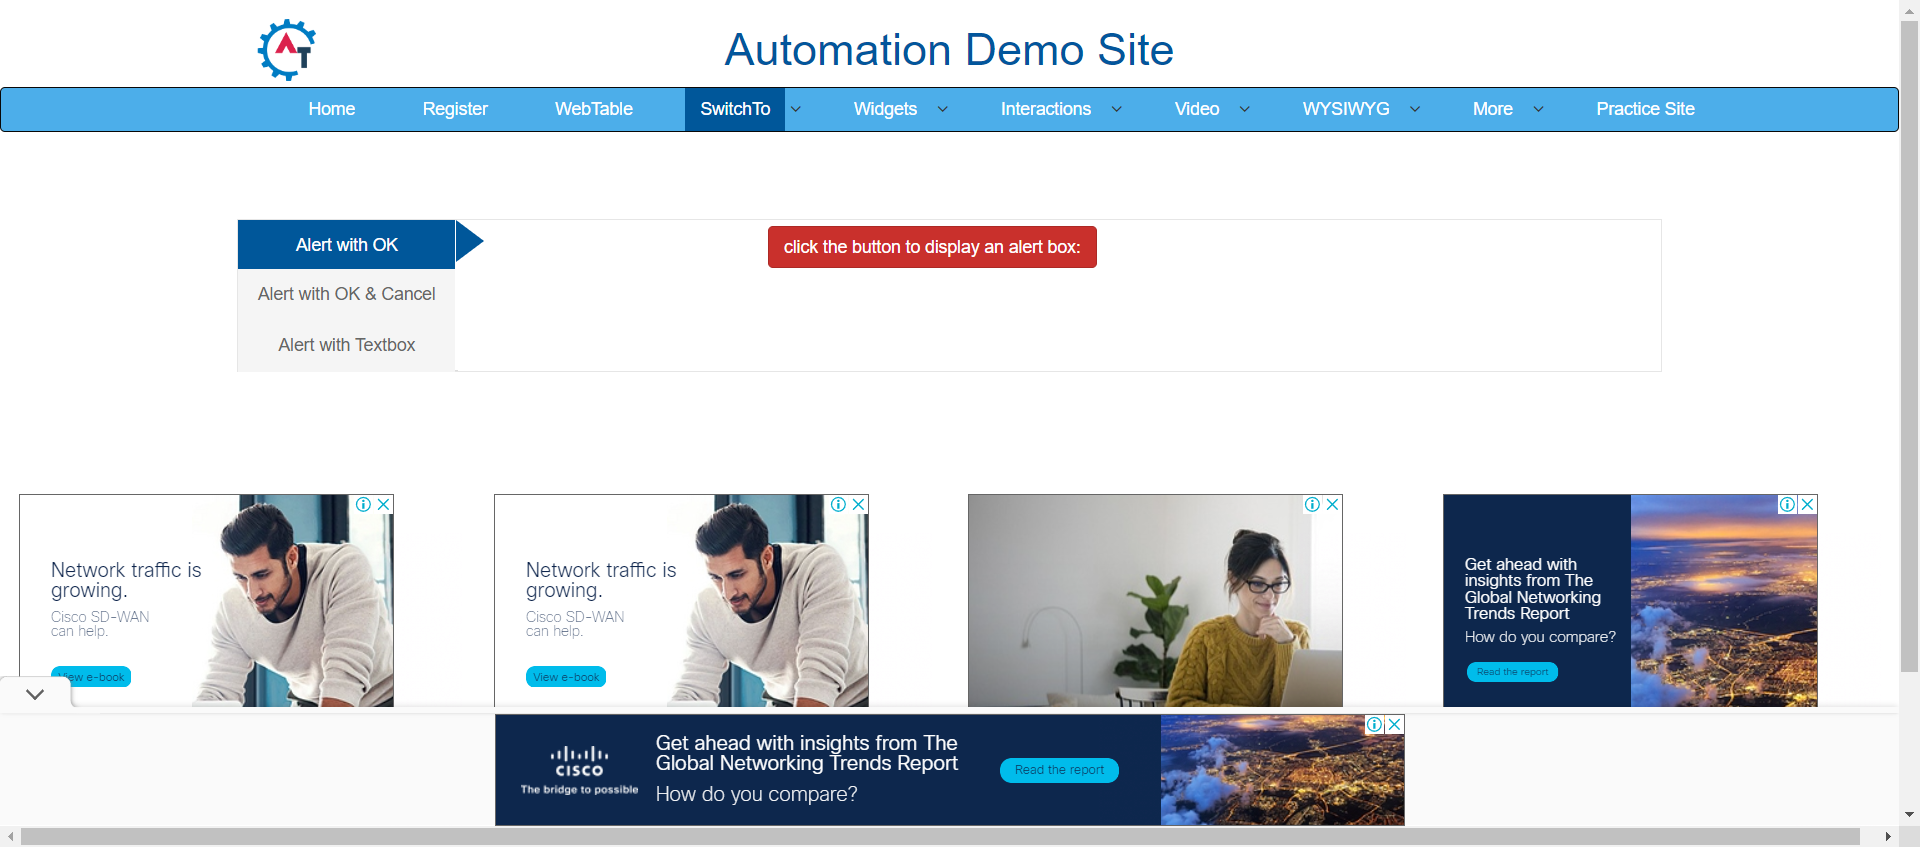 AT
Automation Demo Site
Home Register WebTable SwitchTo Widgets Interactions Video WYSIWYG More Practice Site
Alert with OK
click the button to display an alert box:
Alert with OK & Cancel
Alert with Textbox
Network traffic is
growing.
Cisco SD-WAN
can help.
View e-book
Network traffic is
growing.
Cisco SD-WAN
can help.
View e-book
Get ahead with
insights from The
Global Networking
Trends Report
How do you compare?
Read the report
CISCO
The bridge to possible
Get ahead with insights from The
Global Networking Trends Report
How do you compare?
Read the report